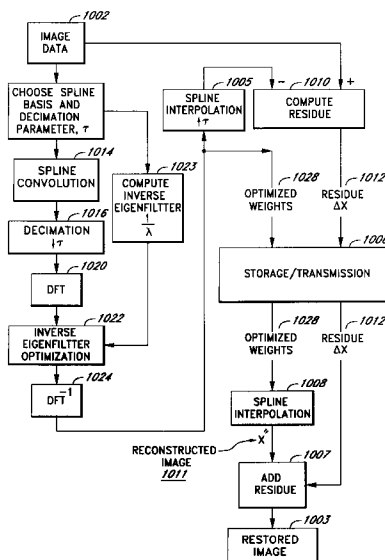 1002
IMAGE
DATA
CHOOSE SPLINE
BASIS AND
DECIMATION
PARAMETER, τ
1014
SPLINE
CONVOLUTION
1016
DECIMATION
↓τ
1020
DFT
1022
INVERSE
EIGENFILTER
OPTIMIZATION
1024
DFT⁻¹
1023
COMPUTE
INVERSE
EIGENFILTTER
1
λ
1005
SPLINE
INTERPOLATION
↑τ
- 1010 +
COMPUTE
RESIDUE
1028
OPTIMIZED
WEIGHTS
1012
RESIDUE
ΔX
1006
STORAGE/TRANSMISSION
1028
OPTIMIZED
WEIGHTS
1012
RESIDUE
ΔX
1008
SPLINE
INTERPOLATION
RECONSTRUCTED
IMAGE
1011
1007
ADD
RESIDUE
1003
RESTORED
IMAGE